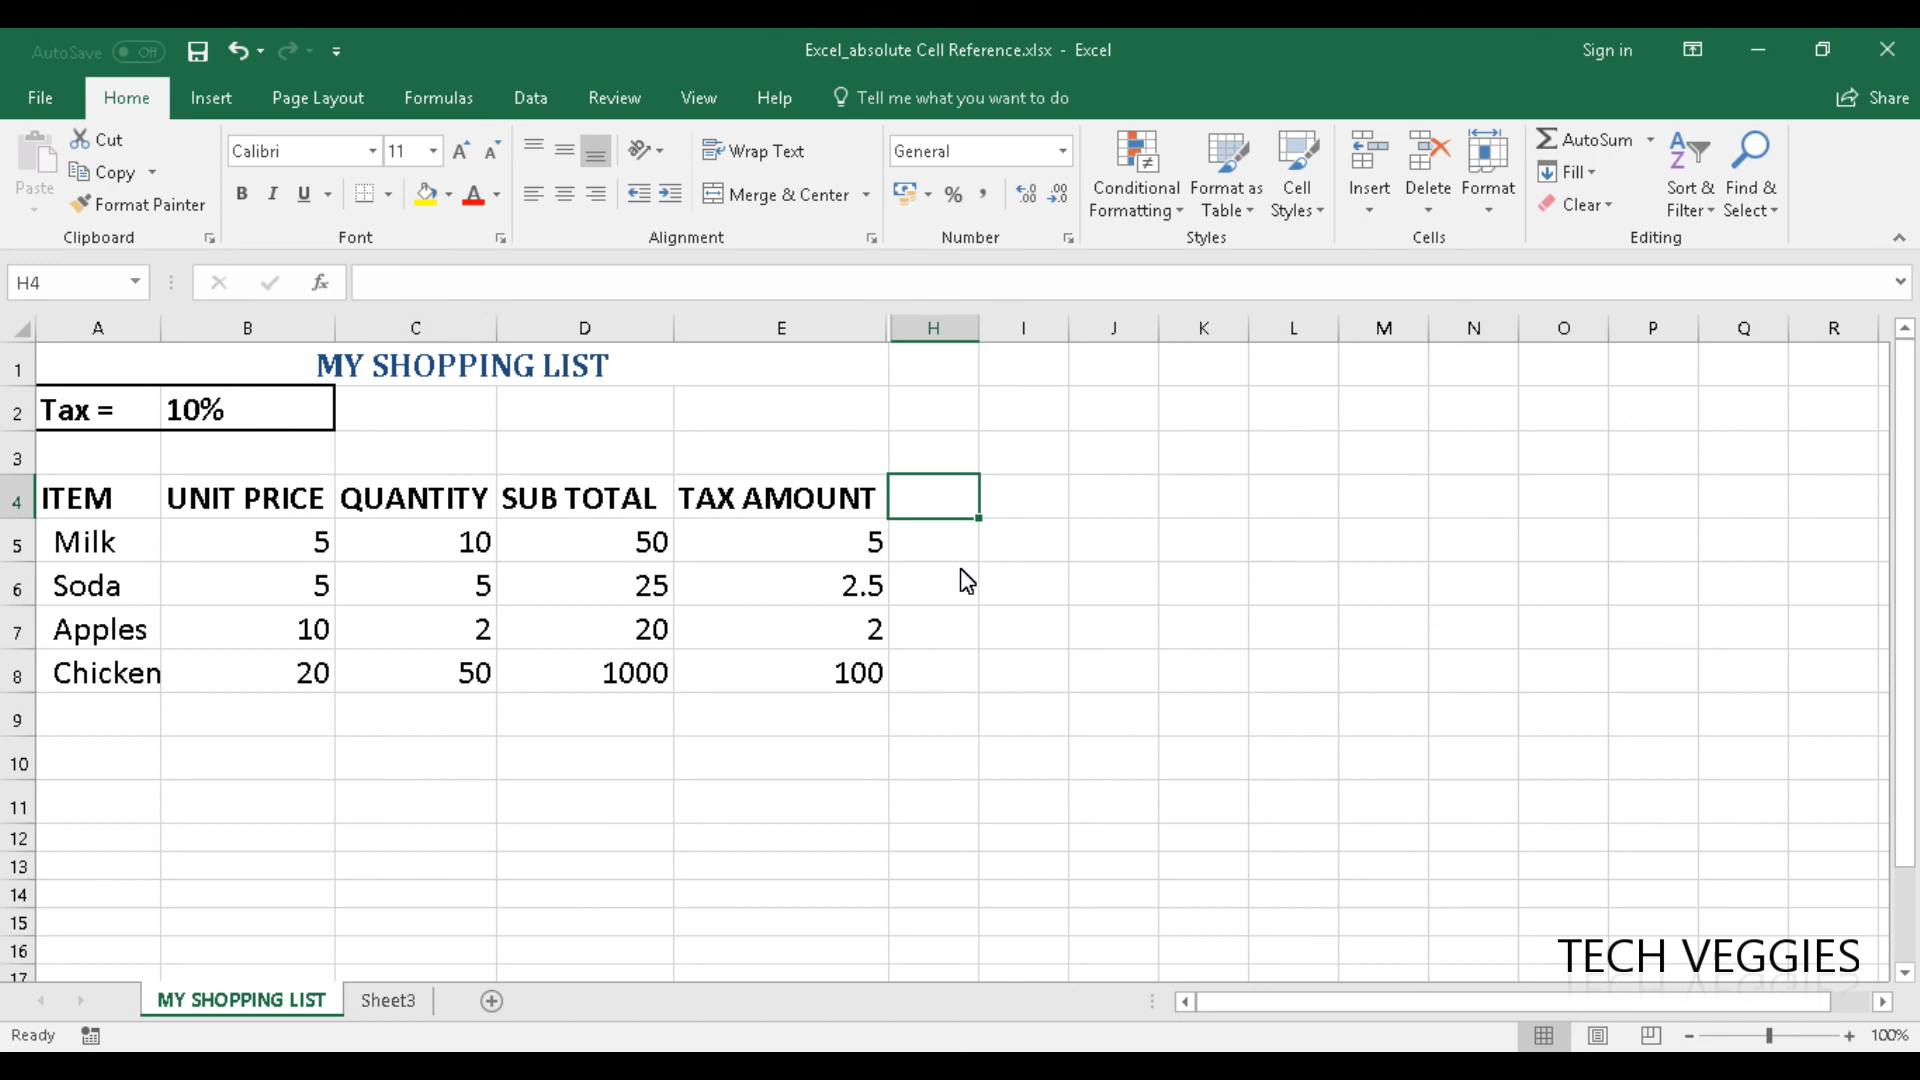 AutoSave Off Excel_absolute Cell Reference.xlsx - Excel Sign in
File Home Insert Page Layout Formulas Data Review View Help Tell me what you want to do Share
Paste Cut Copy Format Painter Clipboard
Calibri 11 A A B I U A Font
Wrap Text Merge & Center Alignment
General % , .0 .00 .00 .0 Number
Conditional Formatting Format as Table Cell Styles Styles
Insert Delete Format Cells
AutoSum Fill Clear Sort & Filter Find & Select Editing
H4 fx
A B C D E H I J K L M N O P Q R
1 MY SHOPPING LIST
2 Tax = 10%
3
4 ITEM UNIT PRICE QUANTITY SUB TOTAL TAX AMOUNT
5 Milk 5 10 50 5
6 Soda 5 5 25 2.5
7 Apples 10 2 20 2
8 Chicken 20 50 1000 100
9
10
11
12
13
14
15
16
17
TECH VEGGIES
MY SHOPPING LIST Sheet3
Ready 100%